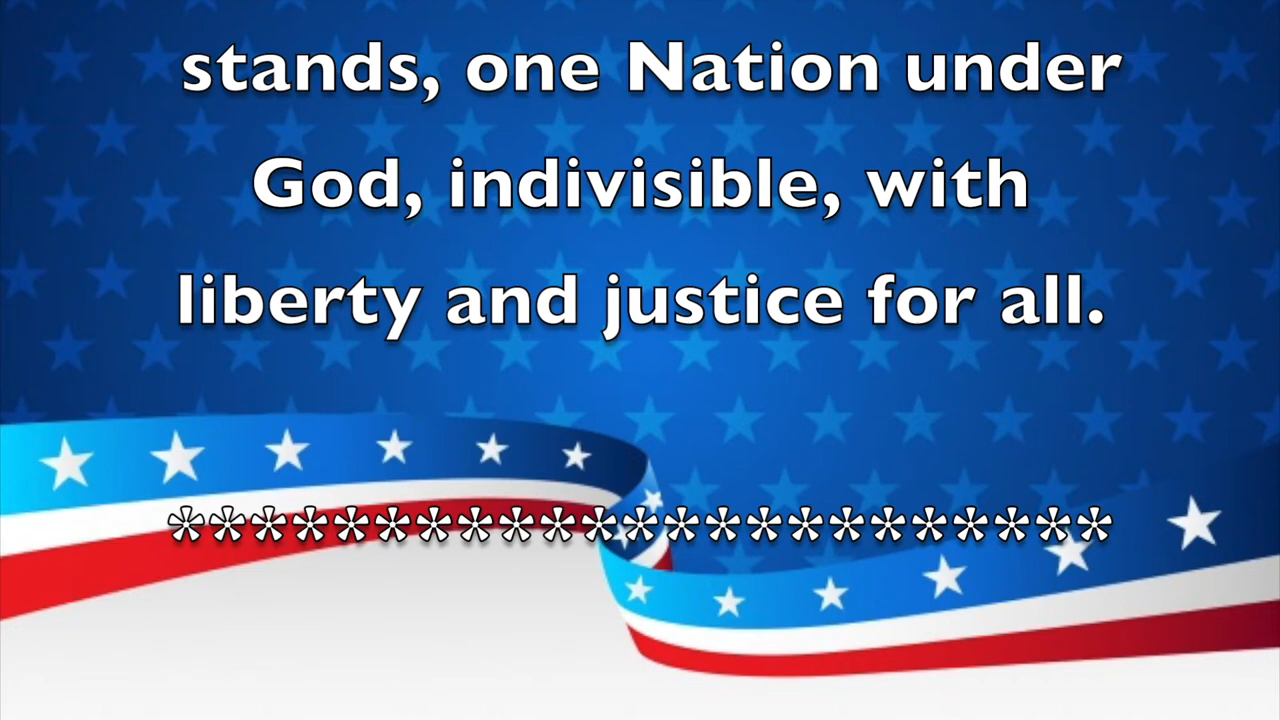 stands, one Nation under
God, indivisible, with
liberty and justice for all.
***********************